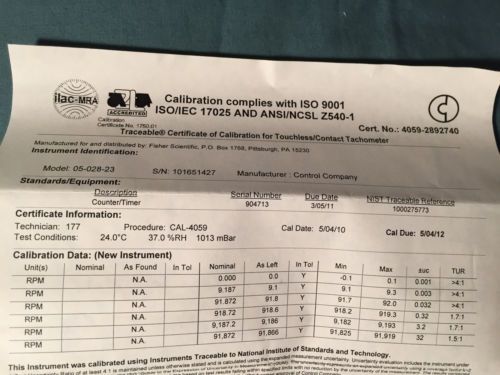 ilac-MRA
A2LA
ACCREDITED
Calibration
Certificate No. 1750.01
Calibration complies with ISO 9001
ISO/IEC 17025 AND ANSI/NCSL Z540-1
Cert. No.: 4059-2892740
Traceable® Certificate of Calibration for Touchless/Contact Tachometer
Manufactured for and distributed by: Fisher Scientific, P.O. Box 1768, Pittsburgh, PA 15230
Instrument Identification:
Model: 05-028-23 S/N: 101651427 Manufacturer: Control Company
Standards/Equipment:
Description Serial Number Due Date NIST Traceable Reference
Counter/Timer 904713 3/05/11 1000275773
Certificate Information:
Technician: 177 Procedure: CAL-4059 Cal Date: 5/04/10 Cal Due: 5/04/12
Test Conditions: 24.0°C 37.0 %RH 1013 mBar
Calibration Data: (New Instrument)
Unit(s) Nominal As Found In Tol Nominal As Left In Tol Min Max ±UC TUR
RPM N.A. 0.000 0.0 Y -0.1 0.1 0.001 >4:1
RPM N.A. 9.187 9.1 Y 9.1 9.3 0.003 >4:1
RPM N.A. 91.872 91.8 Y 91.7 92.0 0.032 >4:1
RPM N.A. 918.72 918.6 Y 918.2 919.3 0.32 1.7:1
RPM N.A. 9,187.2 9,186 Y 9,182 9,193 3.2 1.7:1
RPM N.A. 91,872 91,866 Y 91,825 91,919 32 1.5:1
This Instrument was calibrated using Instruments Traceable to National Institute of Standards and Technology.